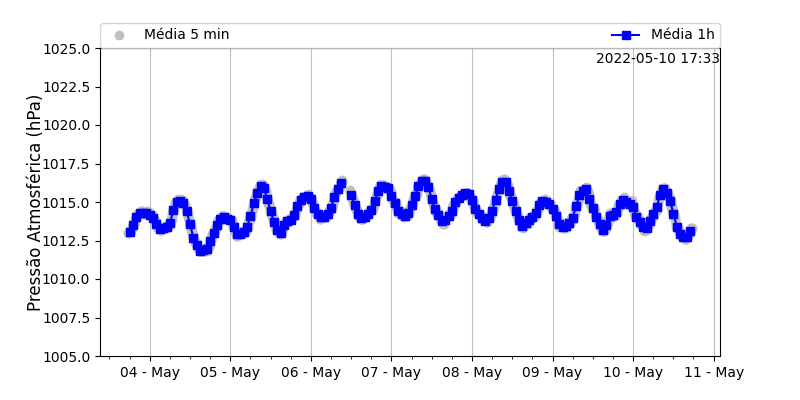 Média 5 min
Média 1h
2022-05-10 17:33
Pressão Atmosférica (hPa)
1025.0
1022.5
1020.0
1017.5
1015.0
1012.5
1010.0
1007.5
1005.0
04 - May 05 - May 06 - May 07 - May 08 - May 09 - May 10 - May 11 - May